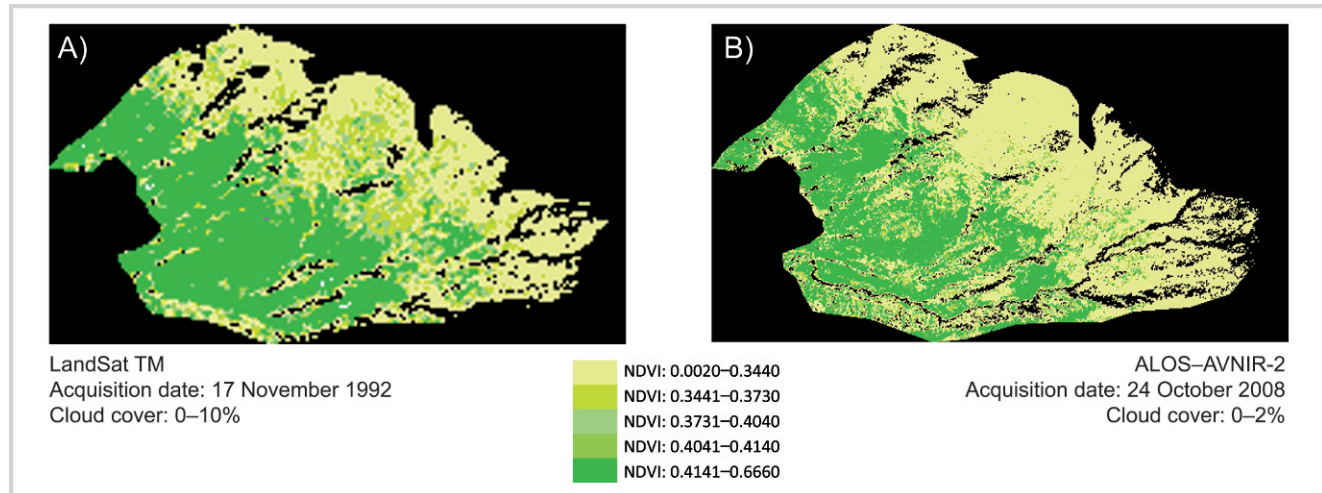 A)
B)
LandSat TM
Acquisition date: 17 November 1992
Cloud cover: 0–10%
NDVI: 0.0020–0.3440
NDVI: 0.3441–0.3730
NDVI: 0.3731–0.4040
NDVI: 0.4041–0.4140
NDVI: 0.4141–0.6660
ALOS–AVNIR-2
Acquisition date: 24 October 2008
Cloud cover: 0–2%